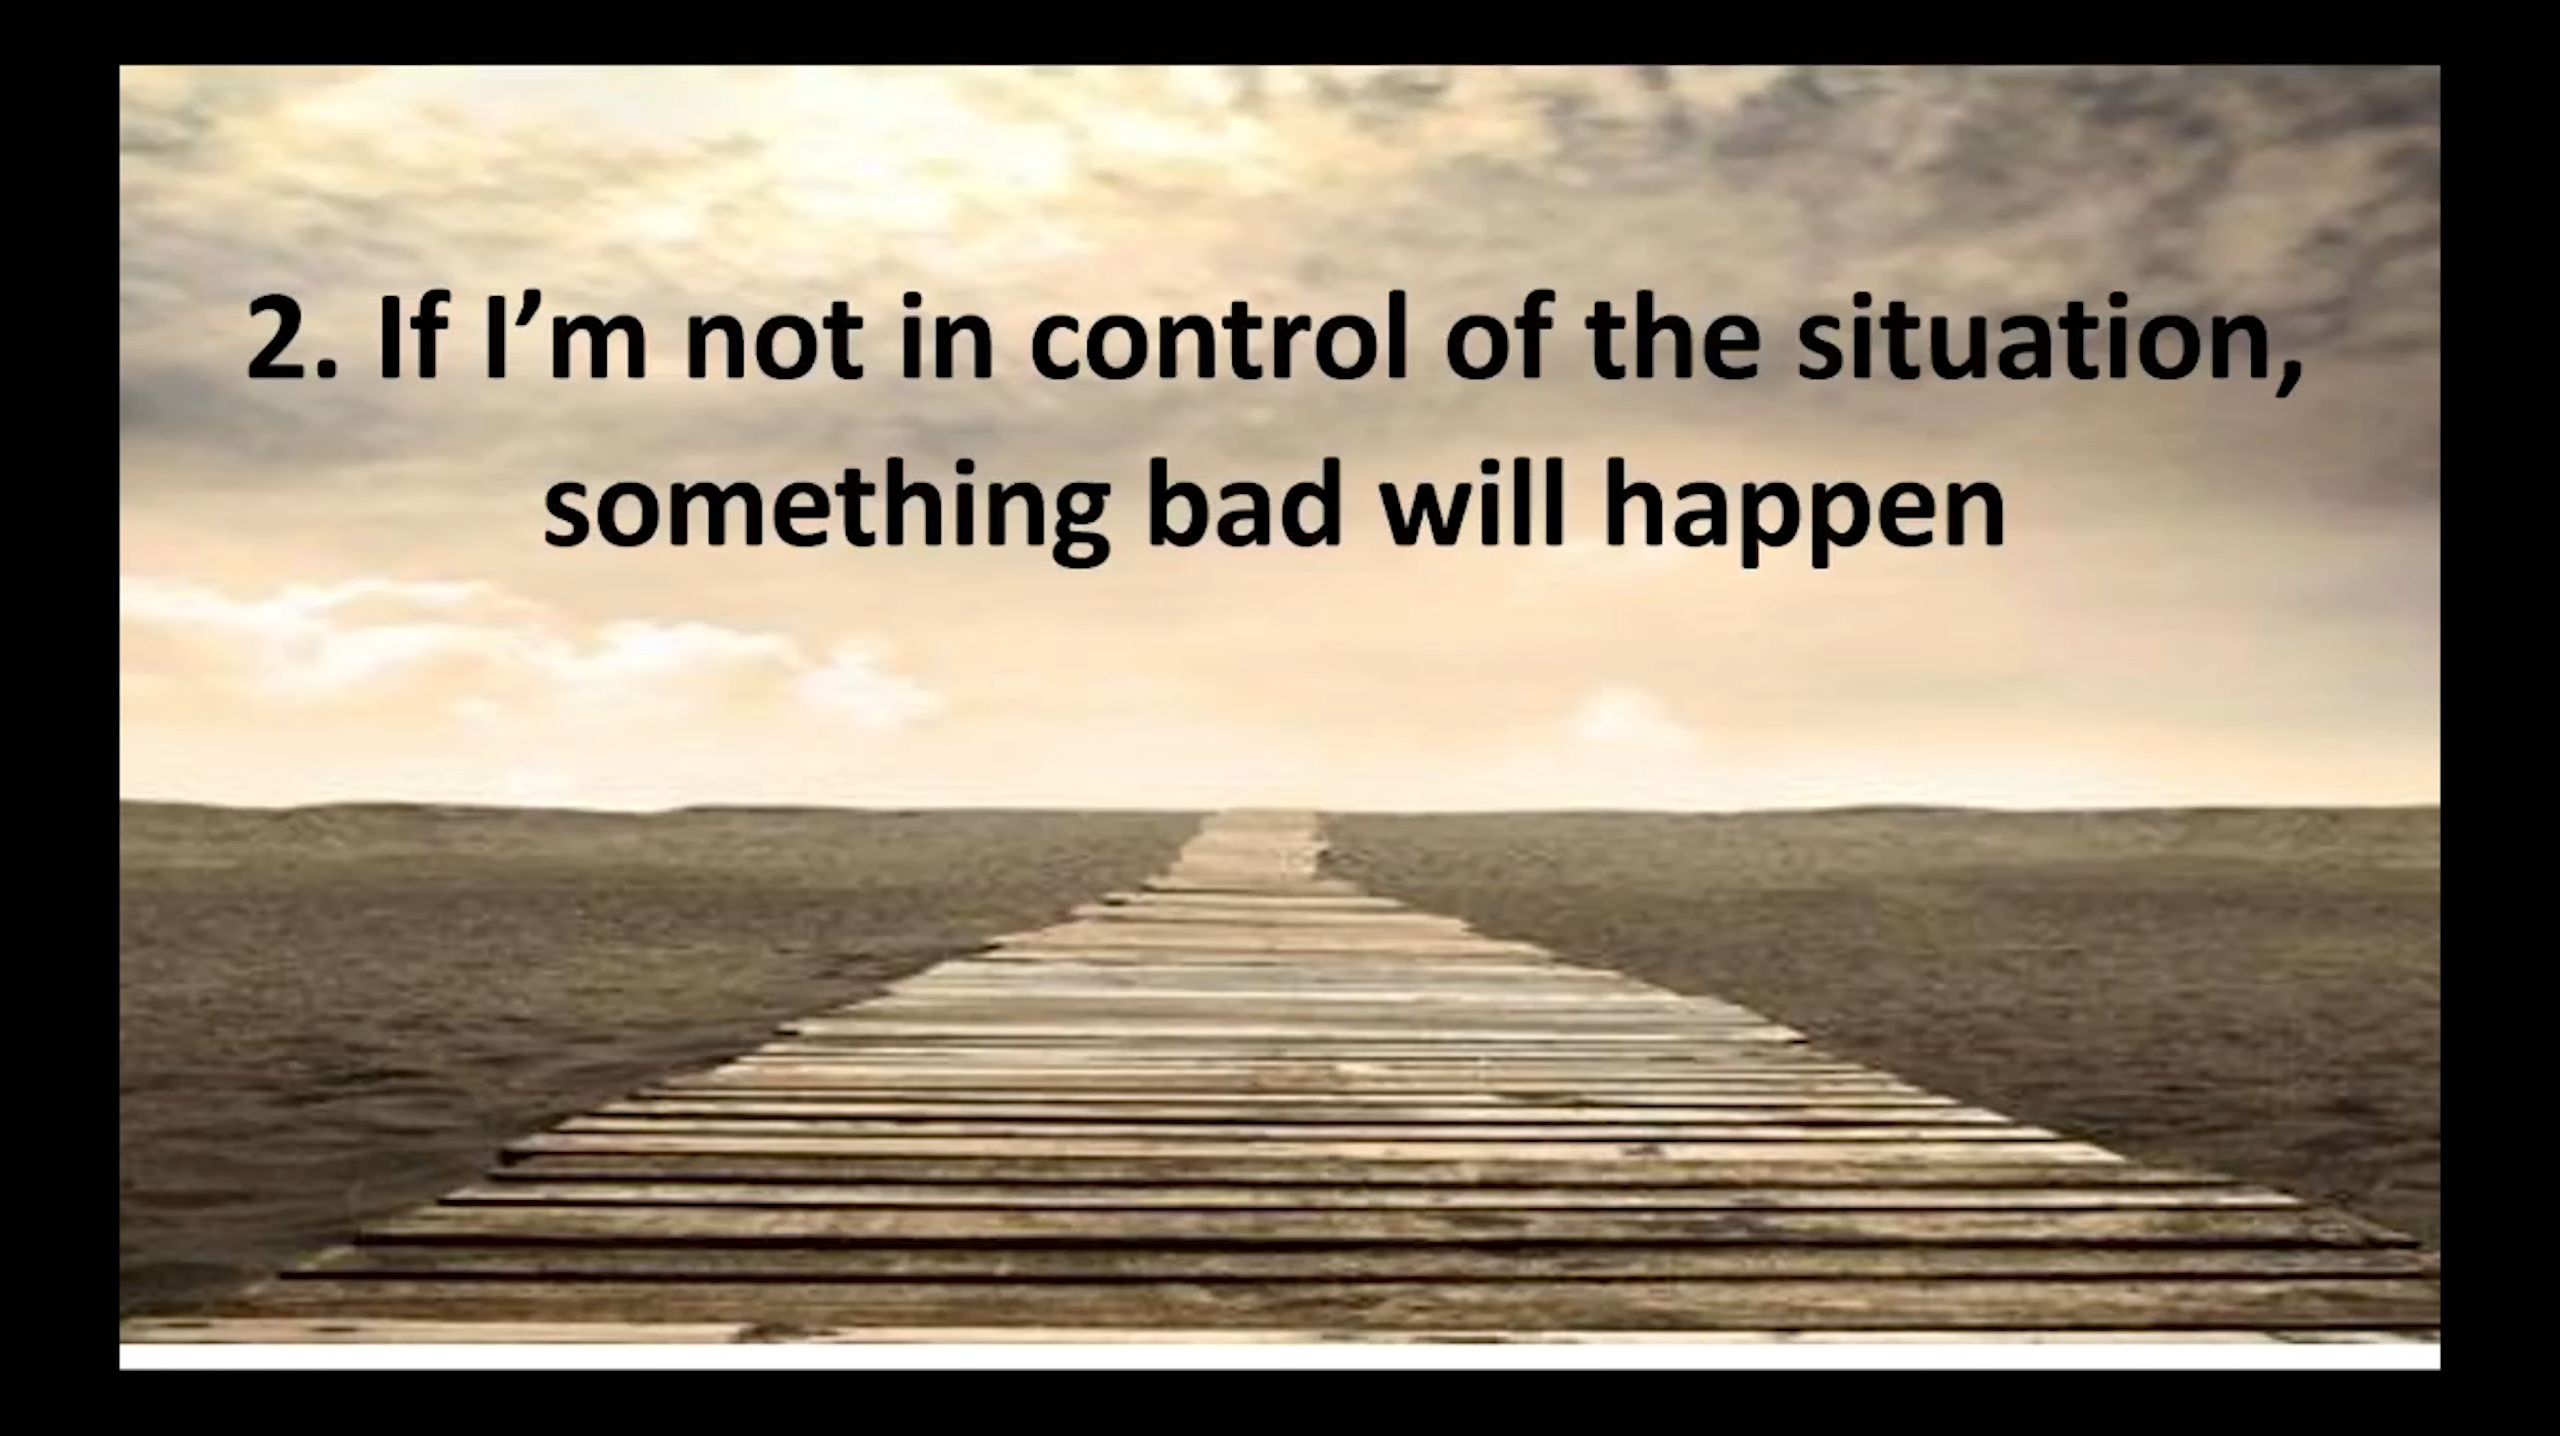 2. If I’m not in control of the situation,
something bad will happen